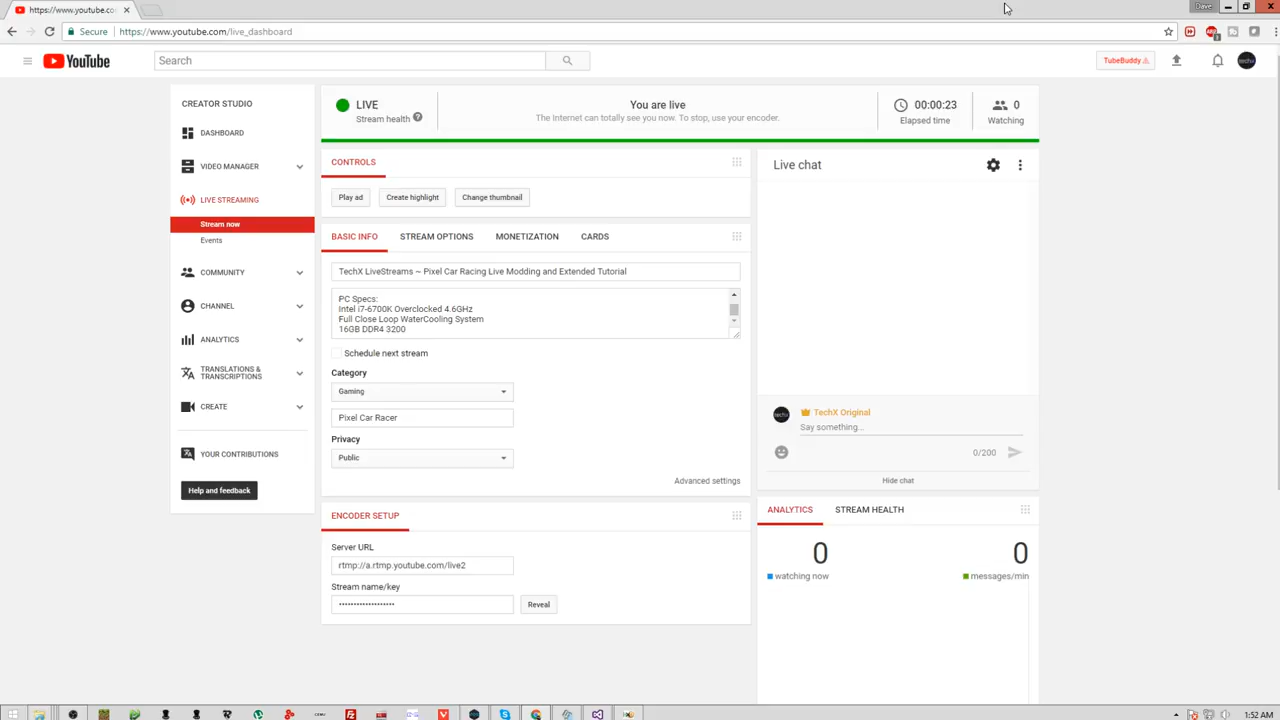 https://www.youtube.co
Dave
Secure
https://www.youtube.com/live_dashboard
YouTube
Search
TubeBuddy
CREATOR STUDIO
DASHBOARD
VIDEO MANAGER
LIVE STREAMING
Stream now
Events
COMMUNITY
CHANNEL
ANALYTICS
TRANSLATIONS &
TRANSCRIPTIONS
CREATE
YOUR CONTRIBUTIONS
Help and feedback
LIVE
Stream health
You are live
The Internet can totally see you now. To stop, use your encoder.
00:00:23
Elapsed time
0
Watching
CONTROLS
Play ad
Create highlight
Change thumbnail
BASIC INFO
STREAM OPTIONS
MONETIZATION
CARDS
TechX LiveStreams ~ Pixel Car Racing Live Modding and Extended Tutorial
PC Specs:
Intel i7-6700K Overclocked 4.6GHz
Full Close Loop WaterCooling System
16GB DDR4 3200
Schedule next stream
Category
Gaming
Pixel Car Racer
Privacy
Public
Advanced settings
ENCODER SETUP
Server URL
rtmp://a.rtmp.youtube.com/live2
Stream name/key
Reveal
Live chat
TechX Original
Say something...
0/200
Hide chat
ANALYTICS
STREAM HEALTH
0
watching now
0
messages/min
1:52 AM